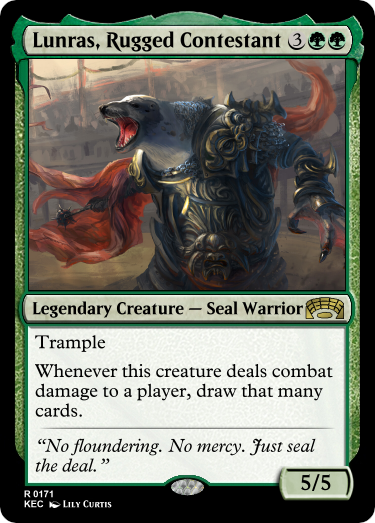 Lunras, Rugged Contestant 3
Legendary Creature — Seal Warrior
Trample
Whenever this creature deals combat
damage to a player, draw that many
cards.
“No floundering. No mercy. Just seal
the deal.”
5/5
R 0171
KEC Lily Curtis